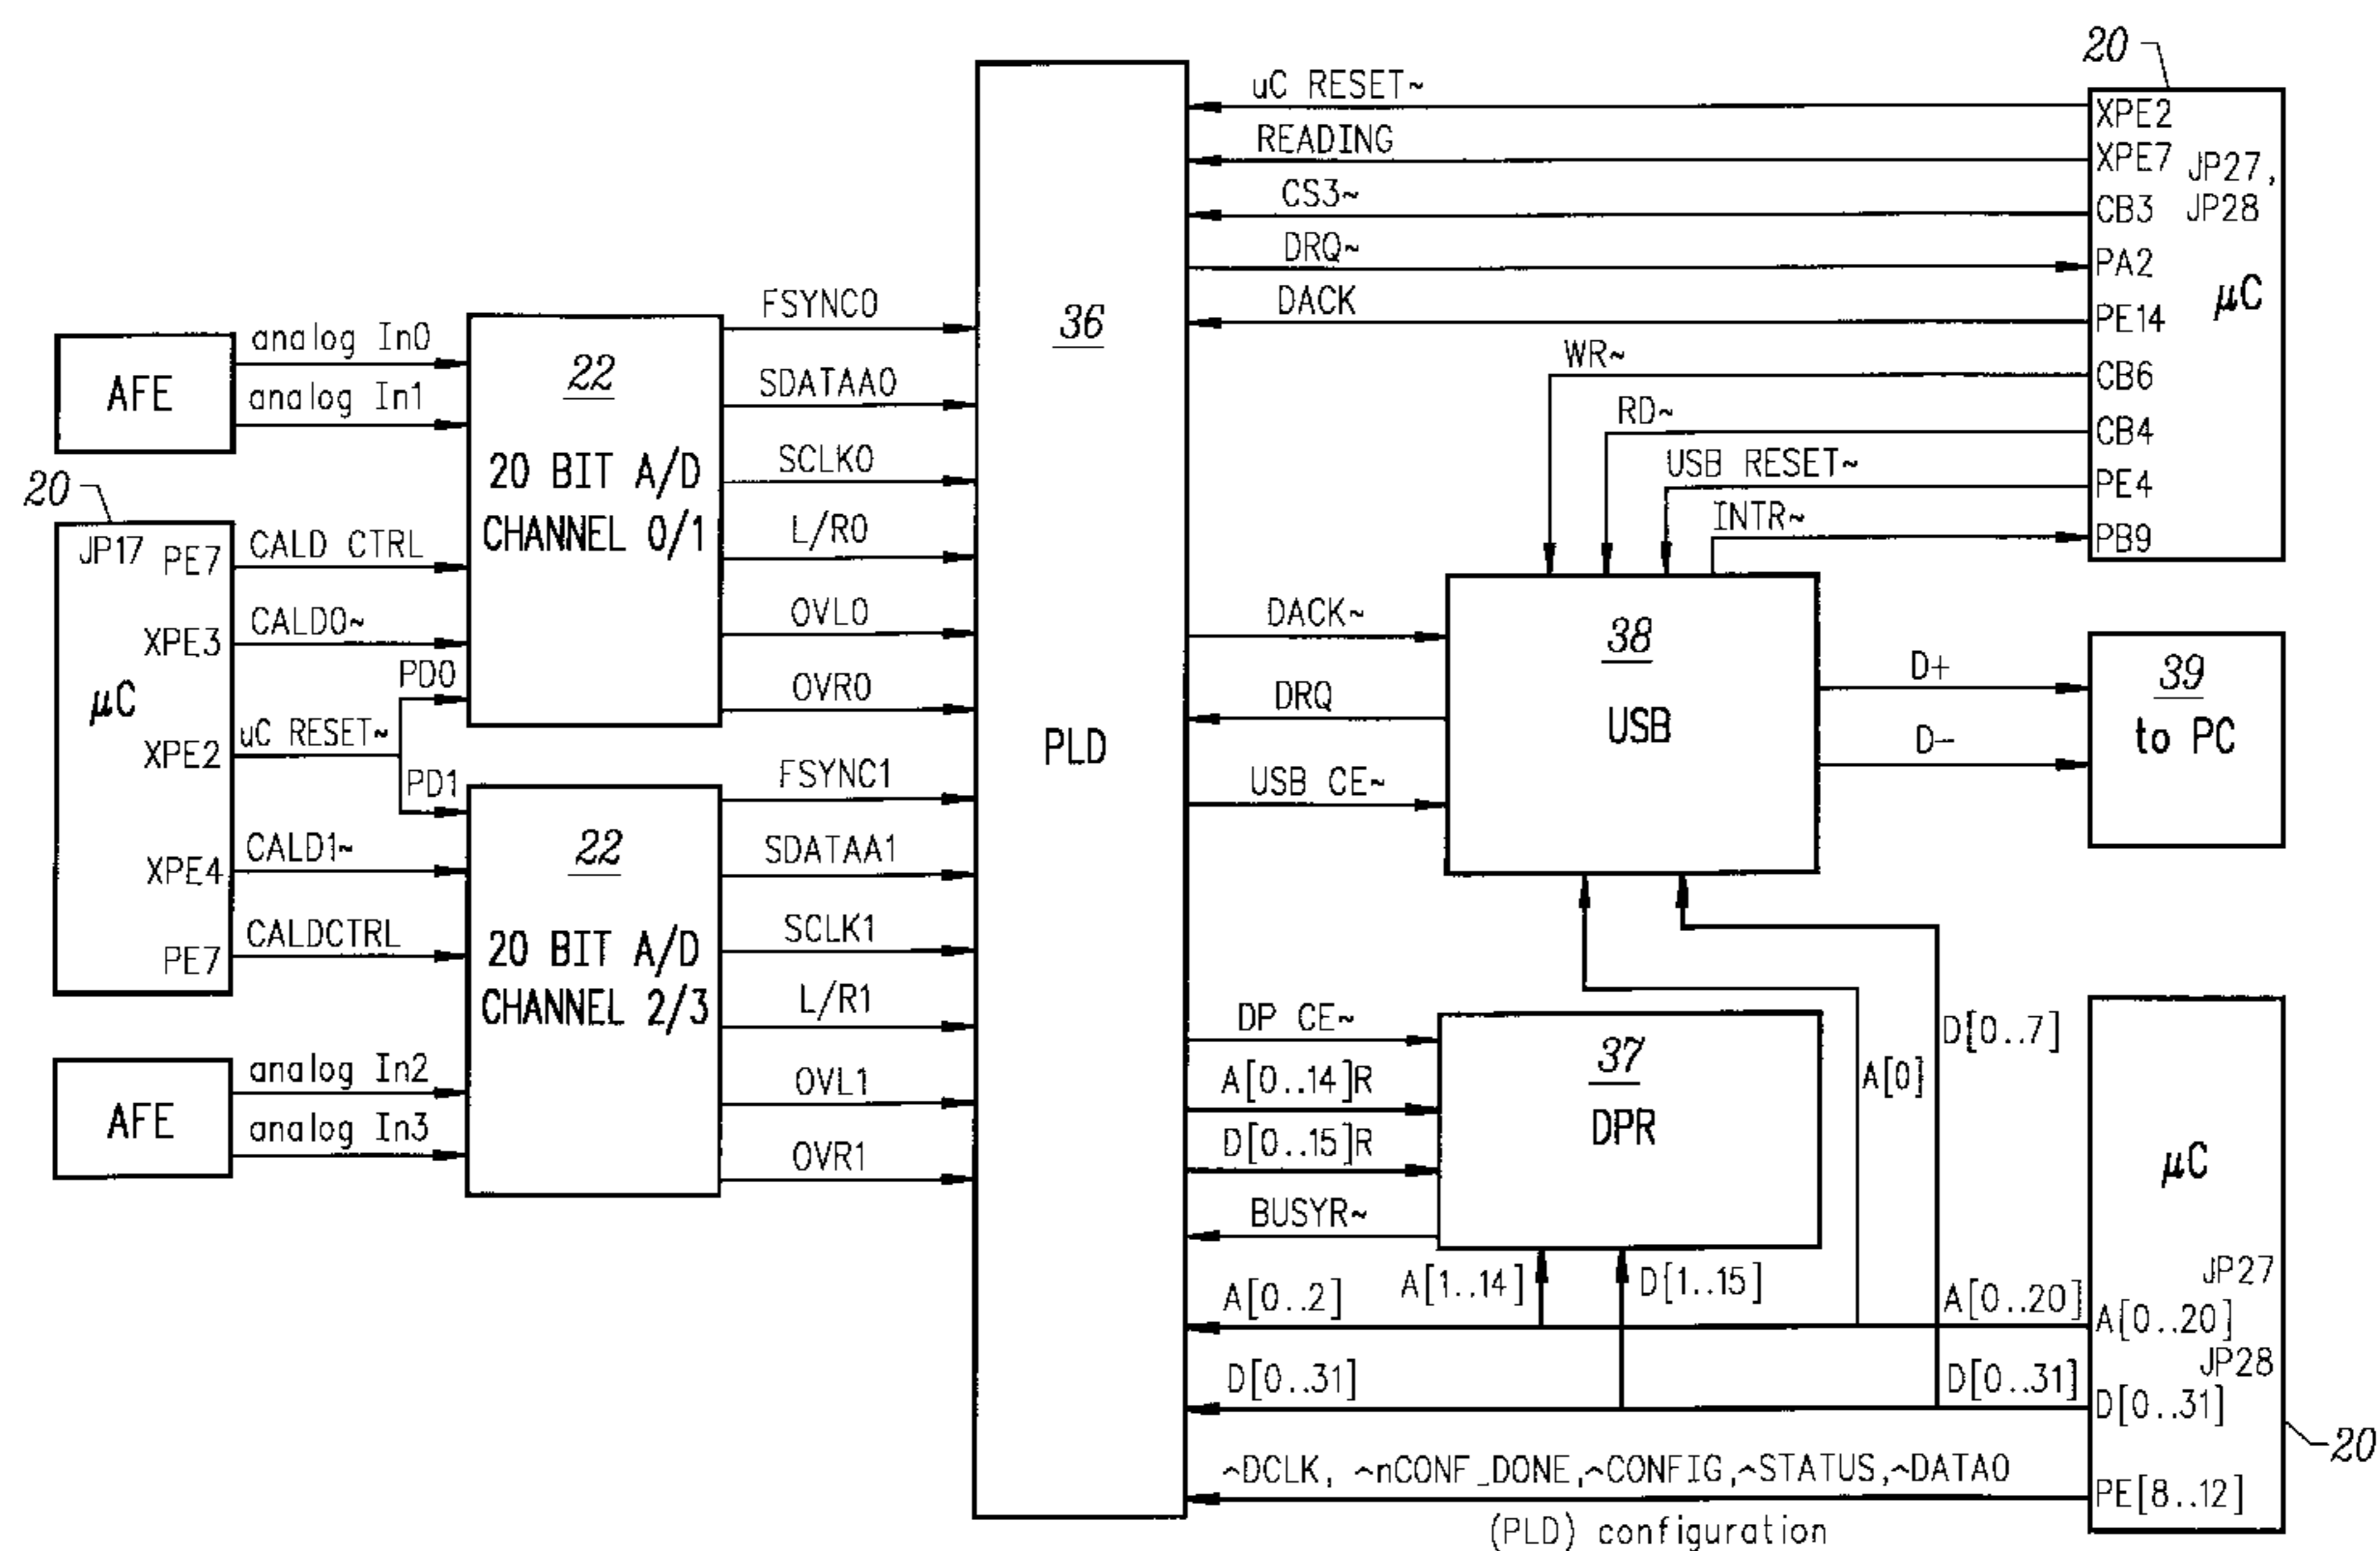 AFE
analog In0
analog In1
20
JP17
μC
PE7
CALD CTRL
XPE3
CALD0~
XPE2
uC RESET~
PD0
PD1
XPE4
CALD1~
PE7
CALDCTRL
AFE
analog In2
analog In3
22
20 BIT A/D
CHANNEL 0/1
22
20 BIT A/D
CHANNEL 2/3
FSYNC0
SDATAA0
SCLK0
L/R0
OVL0
OVR0
FSYNC1
SDATAA1
SCLK1
L/R1
OVL1
OVR1
36
PLD
uC RESET~
READING
CS3~
DRQ~
DACK
WR~
RD~
USB RESET~
INTR~
20
XPE2
XPE7
JP27,
CB3
JP28
PA2
μC
PE14
CB6
CB4
PE4
PB9
DACK~
DRQ
USB CE~
38
USB
D+
D−
39
to PC
DP CE~
A[0..14]R
D[0..15]R
BUSYR~
37
DPR
A[0]
D[0..7]
A[1..14]
D[1..15]
A[0..2]
A[0..20]
D[0..31]
D[0..31]
μC
JP27
A[0..20]
JP28
D[0..31]
20
PE[8..12]
^DCLK, ^nCONF_DONE,^CONFIG,^STATUS,^DATA0
(PLD) configuration